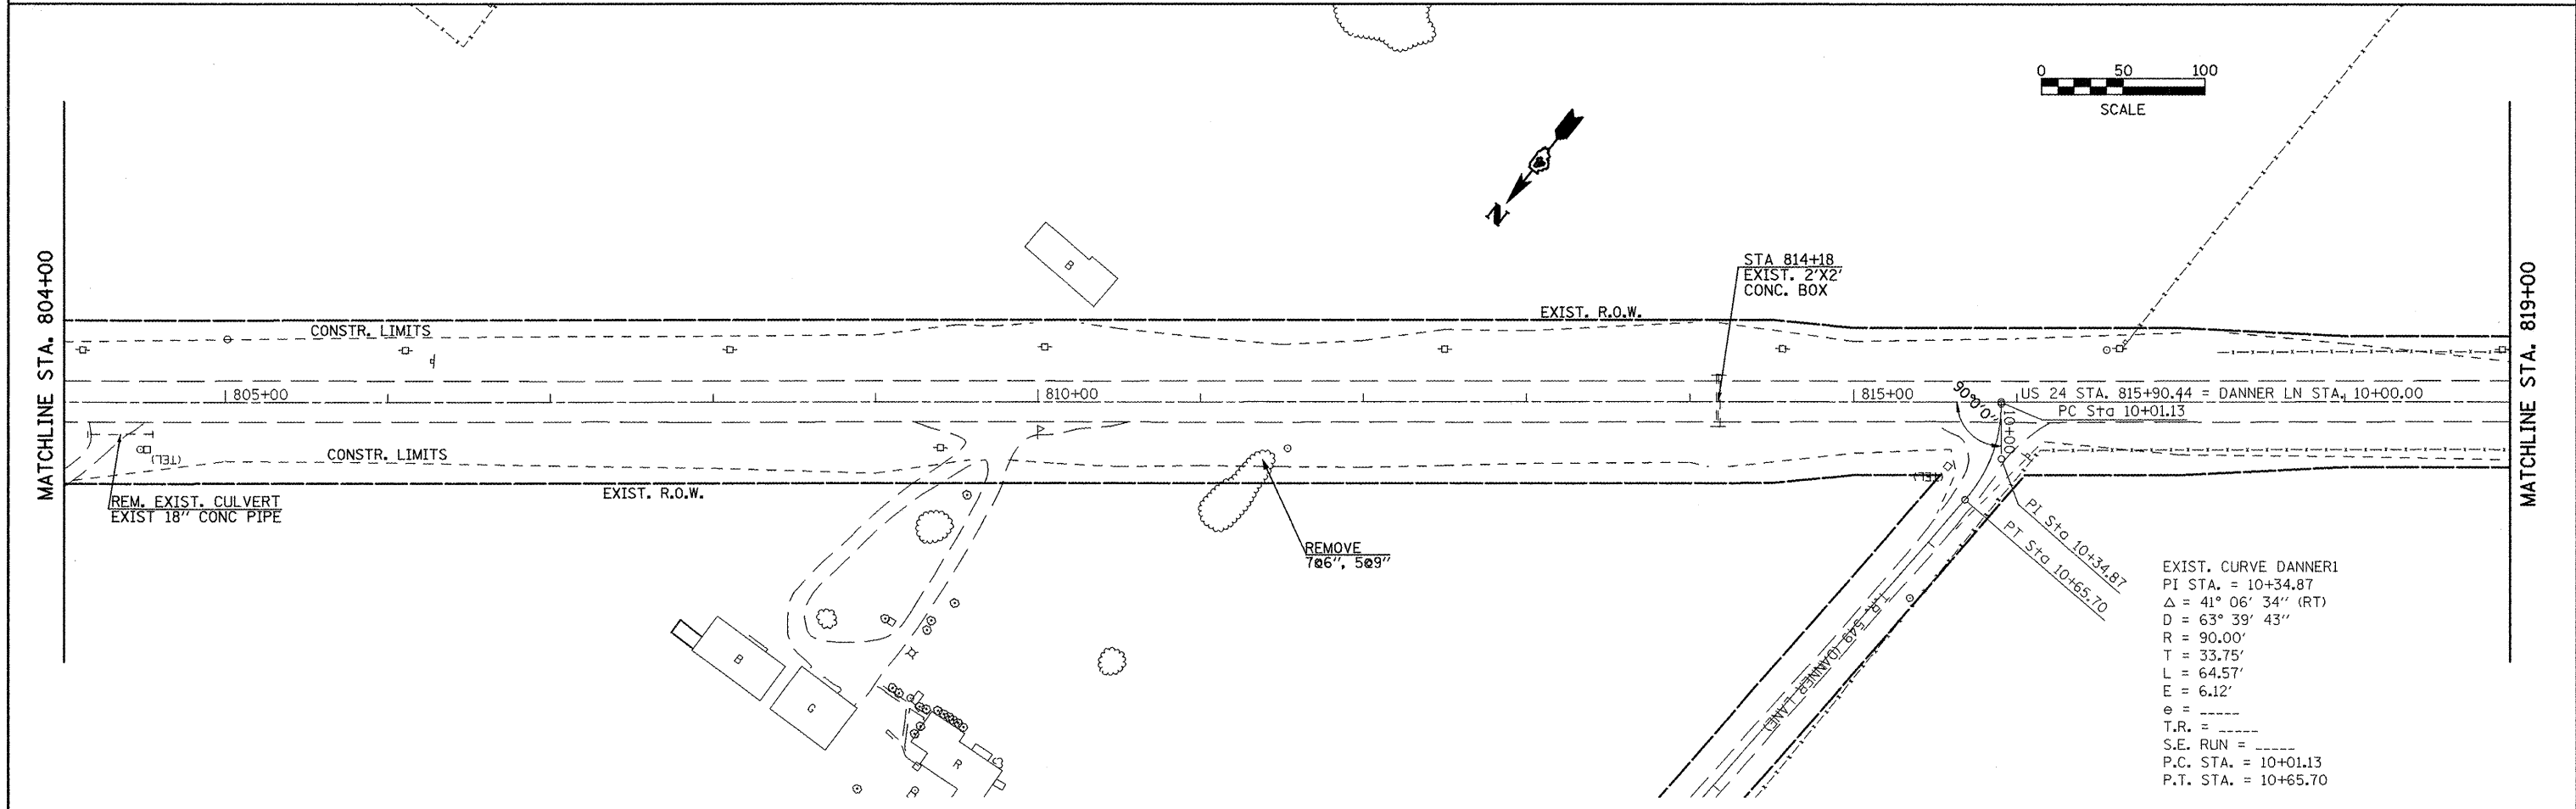 0 50 100
SCALE
N
MATCHLINE STA. 804+00
B
STA 814+18
EXIST. 2'X2'
CONC. BOX
EXIST. R.O.W.
CONSTR. LIMITS
805+00
810+00
815+00
90°0'0"
US 24 STA. 815+90.44 = DANNER LN STA. 10+00.00
PC Sta 10+01.13
10+00
MATCHLINE STA. 819+00
(TEL)
CONSTR. LIMITS
(TEL)
EXIST. R.O.W.
REM. EXIST. CULVERT
EXIST 18" CONC PIPE
REMOVE
7@6", 5@9"
PI Sta 10+34.87
PT Sta 10+65.70
T.R. 549 (DANNER LANE)
B
G
R
EXIST. CURVE DANNER1
PI STA. = 10+34.87
Δ = 41° 06' 34" (RT)
D = 63° 39' 43"
R = 90.00'
T = 33.75'
L = 64.57'
E = 6.12'
e = _____
T.R. = _____
S.E. RUN = _____
P.C. STA. = 10+01.13
P.T. STA. = 10+65.70